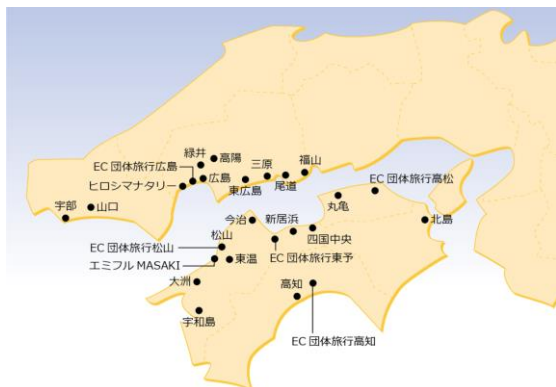 緑井
高陽
三原
福山
EC 団体旅行広島
広島
ヒロシマナタリー
東広島
尾道
EC 団体旅行高松
宇部
山口
丸亀
今治
新居浜
北島
松山
四国中央
EC 団体旅行松山
EC 団体旅行東予
エミフル MASAKI
東温
大洲
高知
宇和島
EC 団体旅行高知